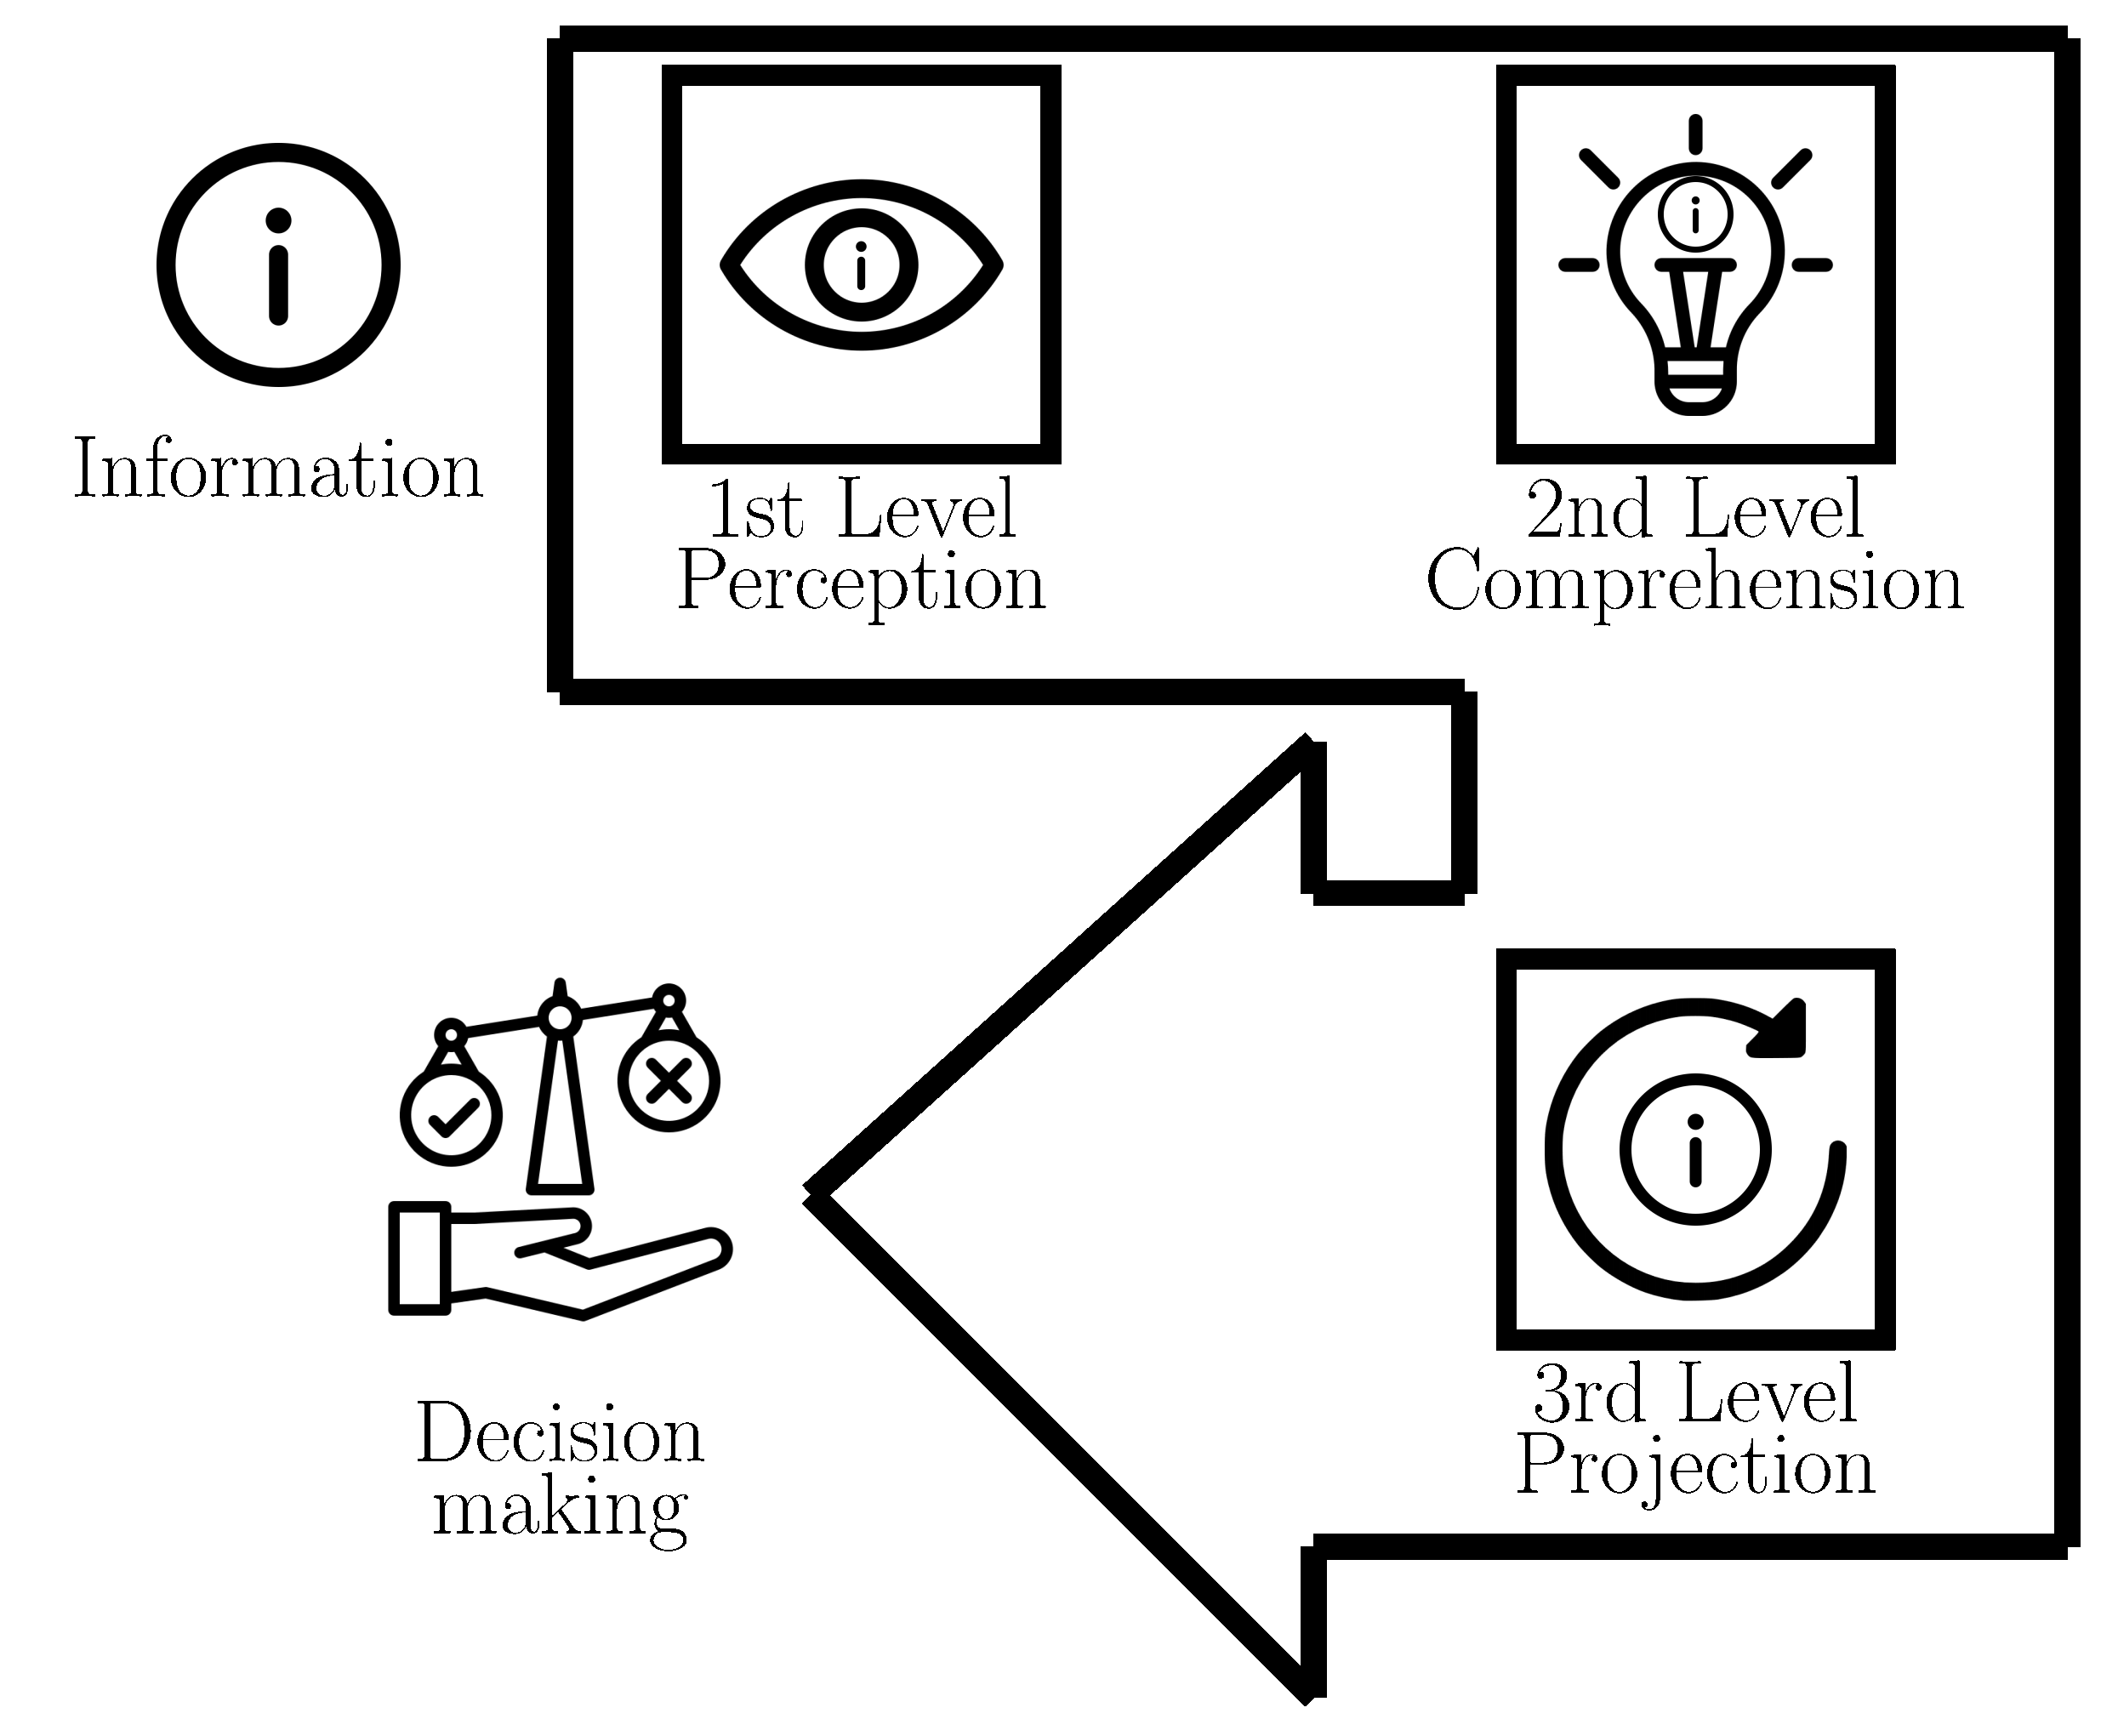 Information
1st Level
Perception
2nd Level
Comprehension
3rd Level
Projection
Decision
making